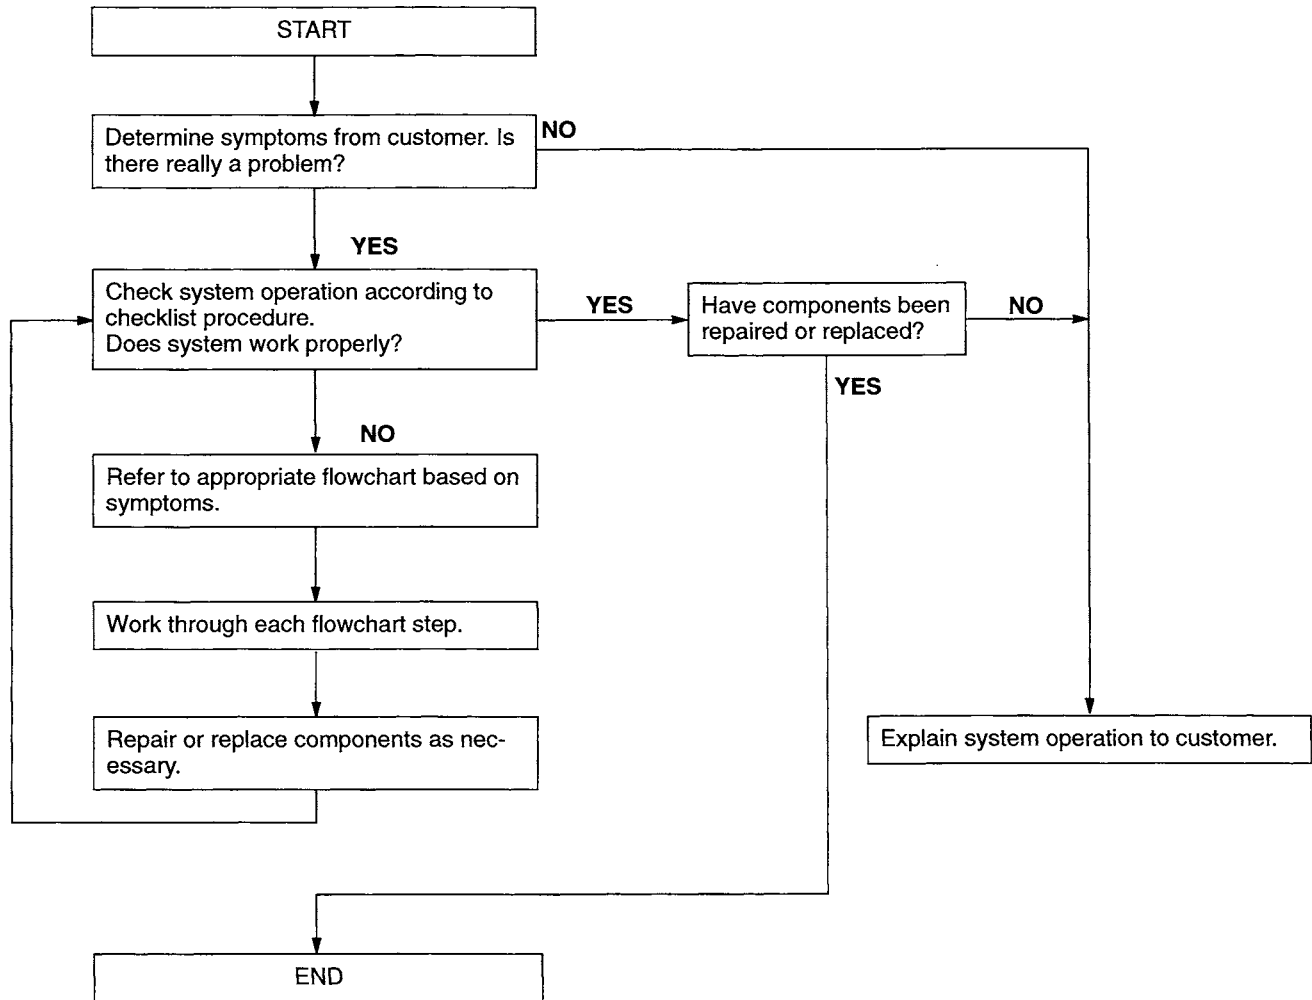 START
Determine symptoms from customer. Is
there really a problem?
NO
YES
Check system operation according to
checklist procedure.
Does system work properly?
YES
Have components been
repaired or replaced?
NO
YES
NO
Refer to appropriate flowchart based on
symptoms.
Work through each flowchart step.
Repair or replace components as nec-
essary.
Explain system operation to customer.
END